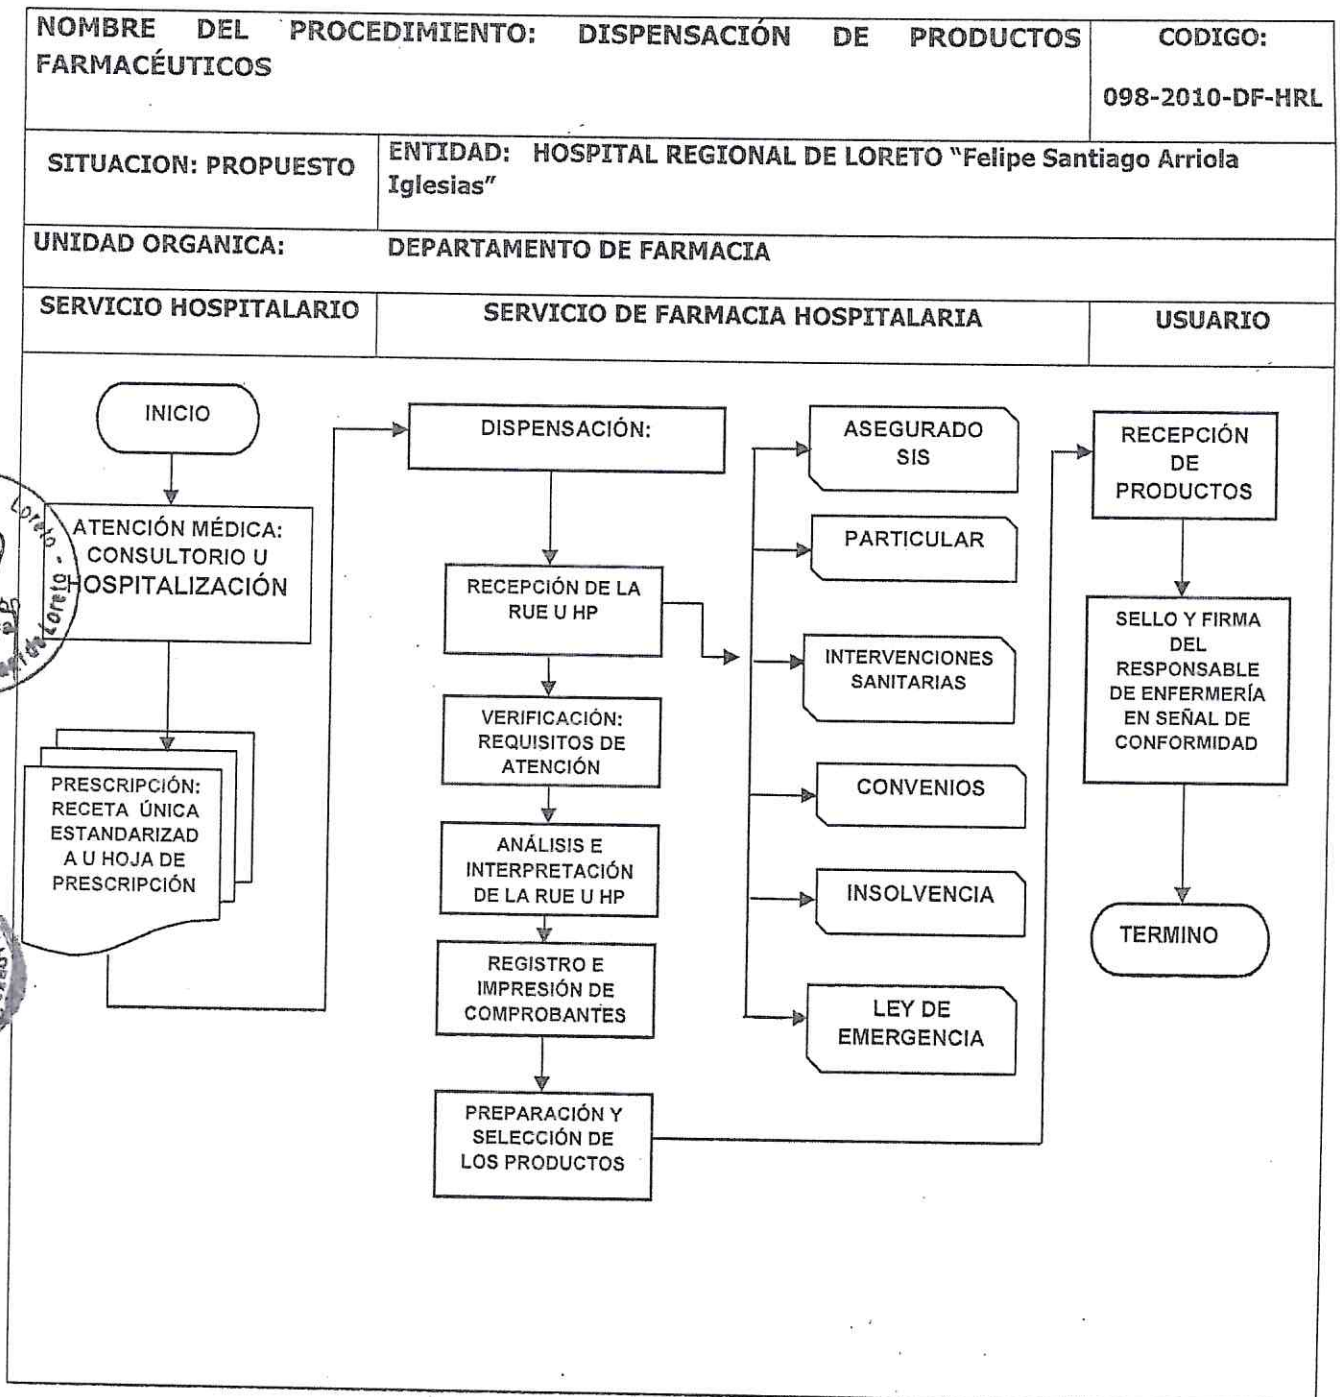 NOMBRE DEL PROCEDIMIENTO: DISPENSACIÓN DE PRODUCTOS
FARMACÉUTICOS
CODIGO:
098-2010-DF-HRL
SITUACION: PROPUESTO
ENTIDAD: HOSPITAL REGIONAL DE LORETO "Felipe Santiago Arriola
Iglesias"
UNIDAD ORGANICA:
DEPARTAMENTO DE FARMACIA
SERVICIO HOSPITALARIO
SERVICIO DE FARMACIA HOSPITALARIA
USUARIO
INICIO
ATENCIÓN MÉDICA:
CONSULTORIO U
HOSPITALIZACIÓN
PRESCRIPCIÓN:
RECETA ÚNICA
ESTANDARIZAD
A U HOJA DE
PRESCRIPCIÓN
DISPENSACIÓN:
RECEPCIÓN DE LA
RUE U HP
VERIFICACIÓN:
REQUISITOS DE
ATENCIÓN
ANÁLISIS E
INTERPRETACIÓN
DE LA RUE U HP
REGISTRO E
IMPRESIÓN DE
COMPROBANTES
PREPARACIÓN Y
SELECCIÓN DE
LOS PRODUCTOS
ASEGURADO
SIS
PARTICULAR
INTERVENCIONES
SANITARIAS
CONVENIOS
INSOLVENCIA
LEY DE
EMERGENCIA
RECEPCIÓN
DE
PRODUCTOS
SELLO Y FIRMA
DEL
RESPONSABLE
DE ENFERMERÍA
EN SEÑAL DE
CONFORMIDAD
TERMINO
Loreto -
de Loreto